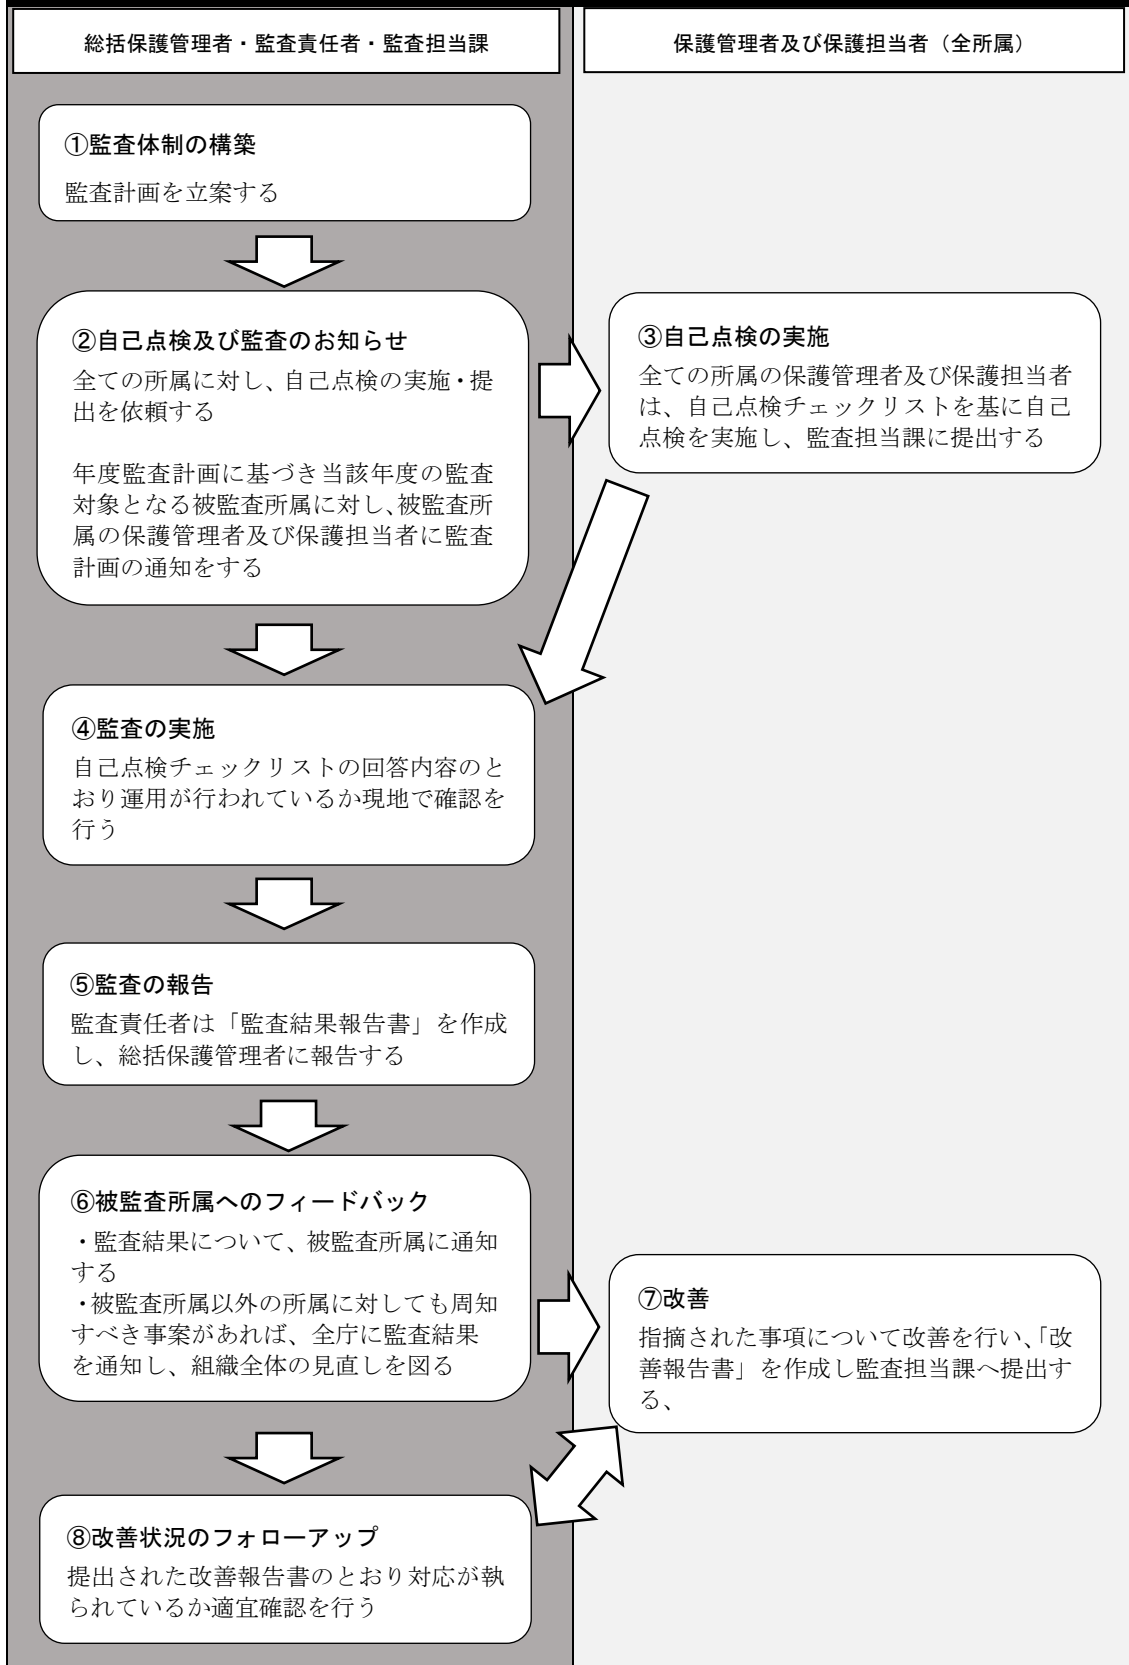 総括保護管理者・監査責任者・監査担当課
保護管理者及び保護担当者（全所属）
①監査体制の構築
監査計画を立案する
②自己点検及び監査のお知らせ
全ての所属に対し、自己点検の実施・提
出を依頼する
年度監査計画に基づき当該年度の監査
対象となる被監査所属に対し、被監査所
属の保護管理者及び保護担当者に監査
計画の通知をする
③自己点検の実施
全ての所属の保護管理者及び保護担当者
は、自己点検チェックリストを基に自己
点検を実施し、監査担当課に提出する
④監査の実施
自己点検チェックリストの回答内容のと
おり運用が行われているか現地で確認を
行う
⑤監査の報告
監査責任者は「監査結果報告書」を作成
し、総括保護管理者に報告する
⑥被監査所属へのフィードバック
・監査結果について、被監査所属に通知
する
・被監査所属以外の所属に対しても周知
すべき事案があれば、全庁に監査結果
を通知し、組織全体の見直しを図る
⑦改善
指摘された事項について改善を行い、「改
善報告書」を作成し監査担当課へ提出す
る、
⑧改善状況のフォローアップ
提出された改善報告書のとおり対応が執
られているか適宜確認を行う